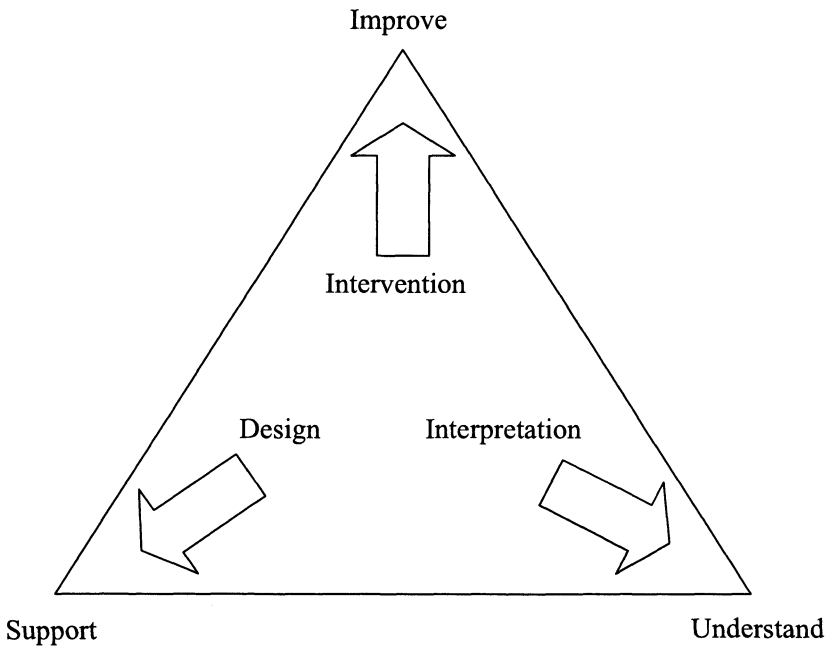 Improve
Intervention
Design
Interpretation
Support
Understand